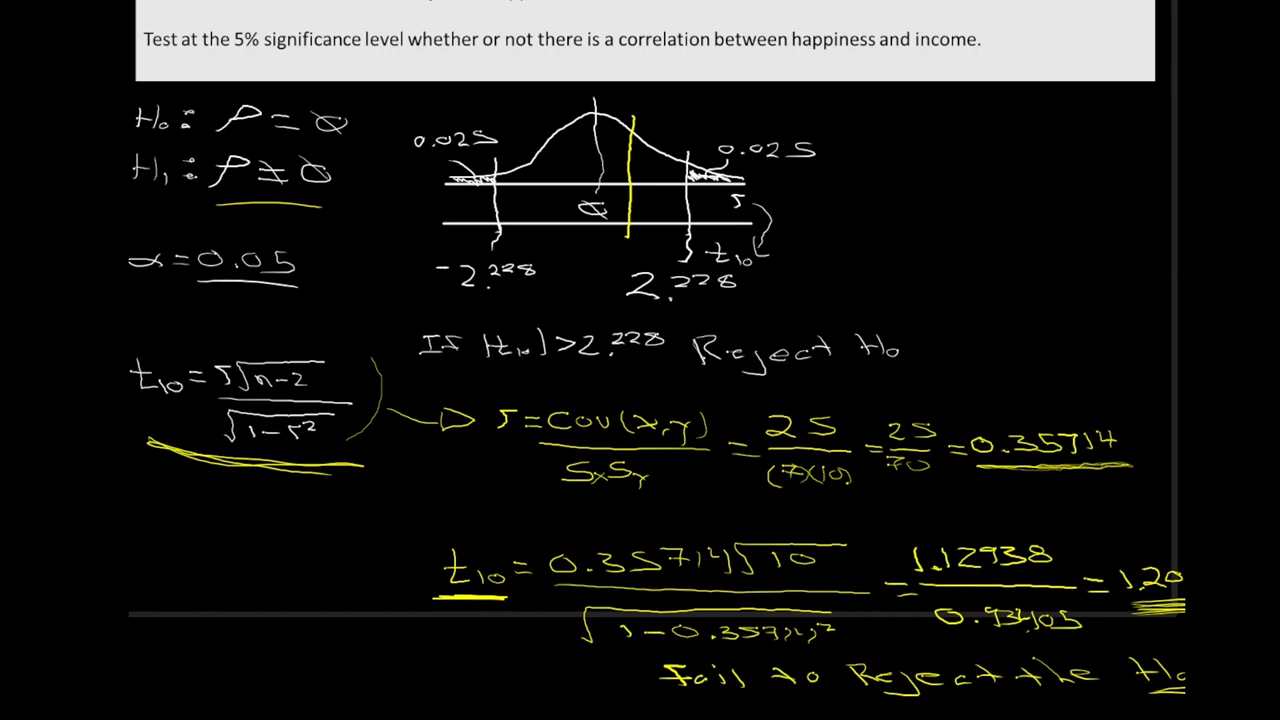 Test at the 5% significance level whether or not there is a correlation between happiness and income.
H₀: ρ = 0
H₁: ρ ≠ 0
0.025
0.025
0
r
t₁₀
-2.228
2.228
α = 0.05
If |t₁₀| > 2.228 Reject H₀
t₁₀ = r√(n-2) / √(1-r²)
r = Cov(x,y) / SxSy = 25 / (7)(10) = 25/70 = 0.35714
t₁₀ = 0.35714√10 / √(1-0.35714²) = 1.12938 / 0.93405 = 1.20
Fail to Reject the H₀